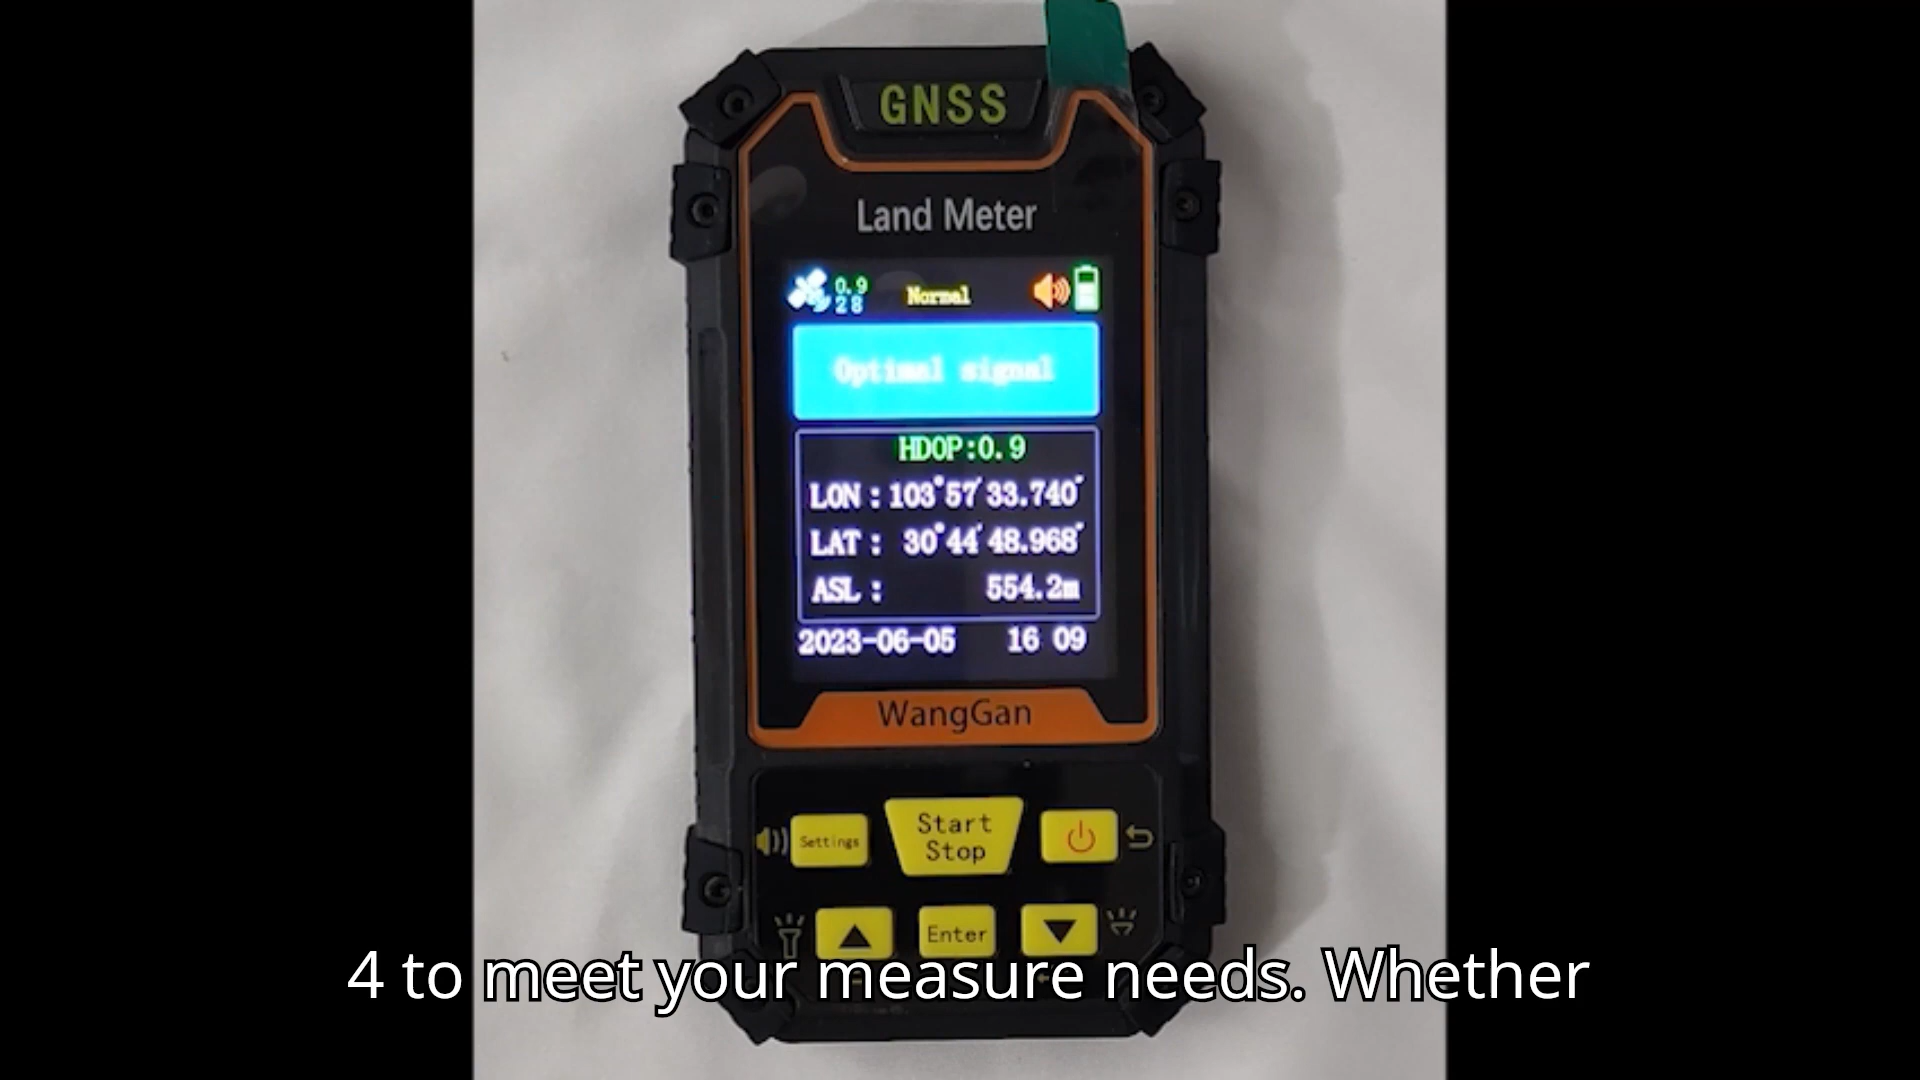 GNSS
Land Meter
0.9
28
Normal
Optimal signal
HDOP:0.9
LON : 103°57′33.740″
LAT : 30°44′48.968″
ASL : 554.2m
2023-06-05 16 09
WangGan
Settings
Start
Stop
Enter
4 to meet your measure needs. Whether